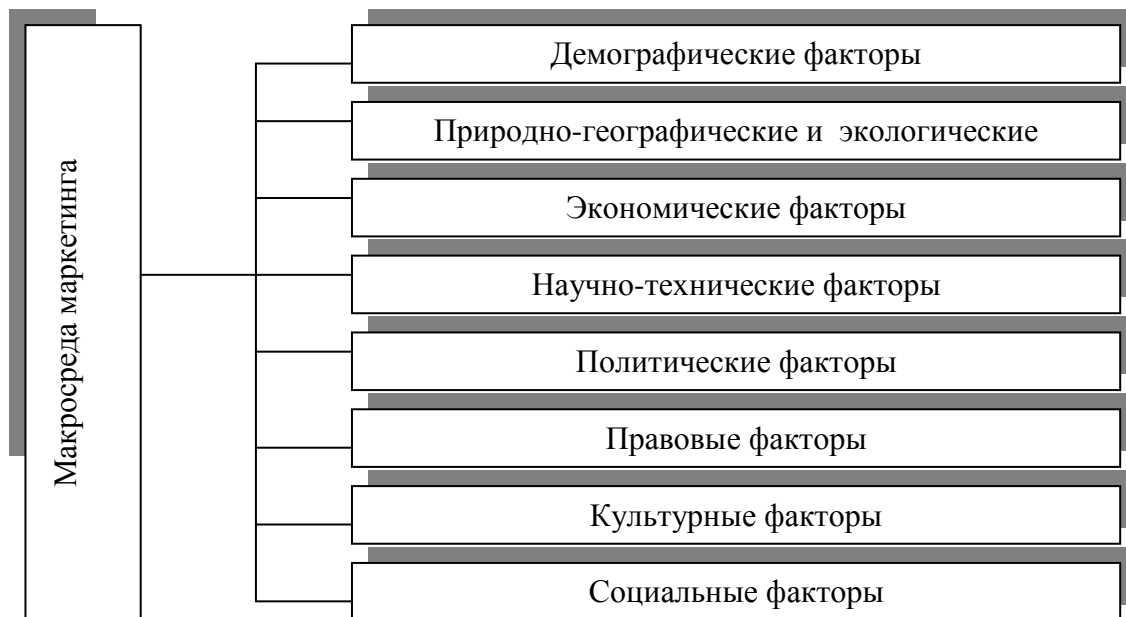 Макросреда маркетинга
Демографические факторы
Природно-географические и экологические
Экономические факторы
Научно-технические факторы
Политические факторы
Правовые факторы
Культурные факторы
Социальные факторы